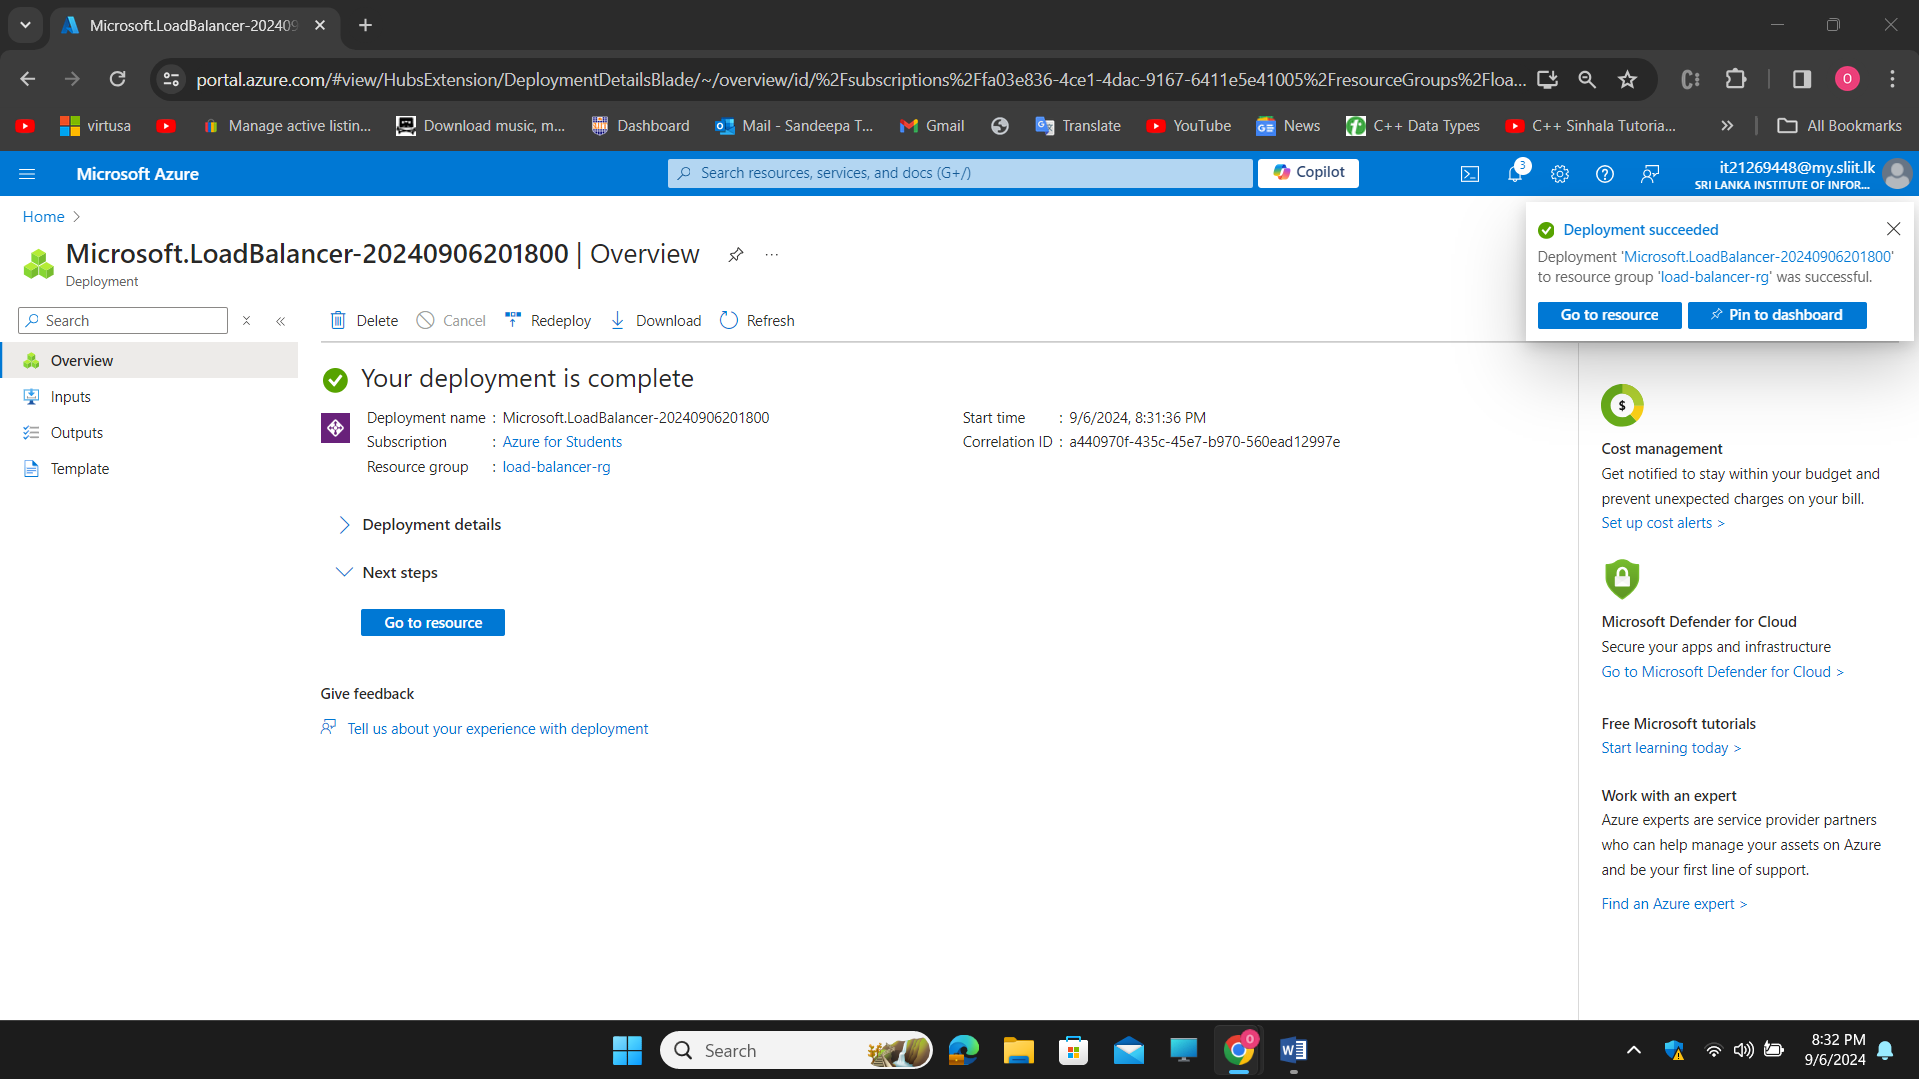 Microsoft.LoadBalancer-202409
portal.azure.com/#view/HubsExtension/DeploymentDetailsBlade/~/overview/id/%2Fsubscriptions%2Ffa03e836-4ce1-4dac-9167-6411e5e41005%2FresourceGroups%2Floa...
O
virtusa
Manage active listin...
Download music, m...
Dashboard
Mail - Sandeepa T...
Gmail
Translate
YouTube
News
C++ Data Types
C++ Sinhala Tutoria...
All Bookmarks
Microsoft Azure
Search resources, services, and docs (G+/)
Copilot
3
it21269448@my.sliit.lk
SRI LANKA INSTITUTE OF INFOR...
Home >
Microsoft.LoadBalancer-20240906201800 | Overview
Deployment
Deployment succeeded
Deployment 'Microsoft.LoadBalancer-20240906201800'
to resource group 'load-balancer-rg' was successful.
Go to resource
Pin to dashboard
Search
Delete
Cancel
Redeploy
Download
Refresh
Overview
Inputs
Outputs
Template
Your deployment is complete
Deployment name : Microsoft.LoadBalancer-20240906201800
Subscription : Azure for Students
Resource group : load-balancer-rg
Start time : 9/6/2024, 8:31:36 PM
Correlation ID : a440970f-435c-45e7-b970-560ead12997e
Deployment details
Next steps
Go to resource
Give feedback
Tell us about your experience with deployment
$
Cost management
Get notified to stay within your budget and
prevent unexpected charges on your bill.
Set up cost alerts >
Microsoft Defender for Cloud
Secure your apps and infrastructure
Go to Microsoft Defender for Cloud >
Free Microsoft tutorials
Start learning today >
Work with an expert
Azure experts are service provider partners
who can help manage your assets on Azure
and be your first line of support.
Find an Azure expert >
Search
O
8:32 PM
9/6/2024